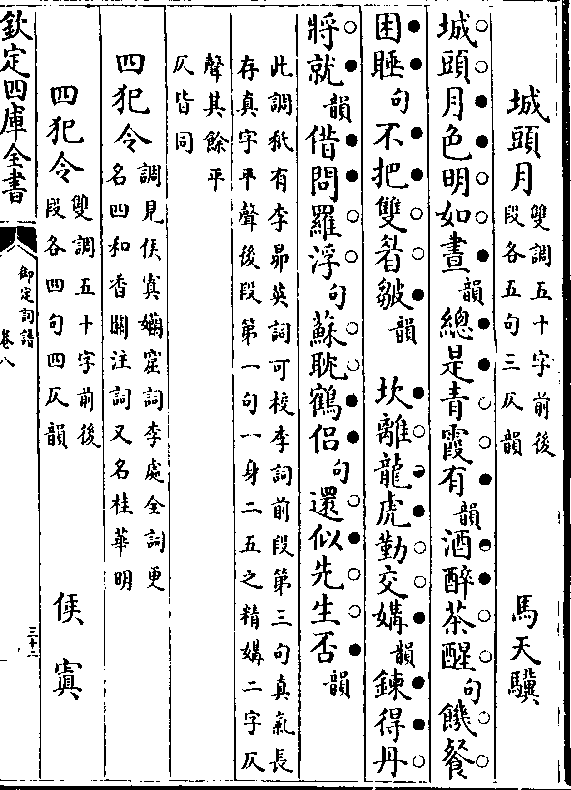 城頭月 雙調五十字前後 馬天驥
段各五句三仄韻
城頭月色明如晝韻總是青霞有韻酒醉茶醒句饑餐
困睡句不把雙眉皺韻 坎離龍虎勤交媾韻鍊得丹
將就韻借問羅浮句蘇耽鶴侶句還似先生否韻
此調秖有李昴英詞可校李詞前段第三句真氣長
存真字平聲後段第一句一身二五之精媾二字仄
聲其餘平
仄皆同
四犯令 調見侯寘孏窟詞李處全詞更
名四和香關注詞又名桂華明
四犯令 雙調五十字前後 侯寘
段各四句四仄韻
欽定四庫全書
御定詞譜
卷八
三十二